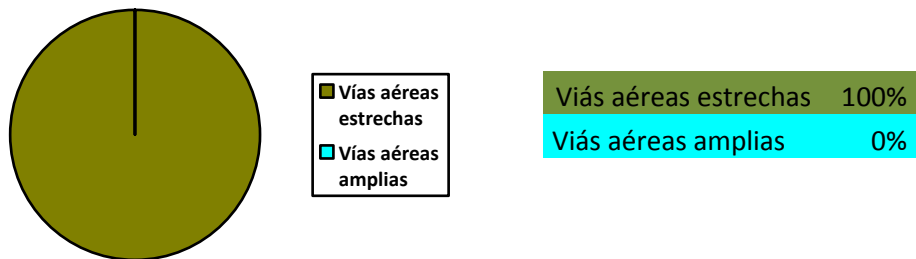 Vías aéreas
estrechas
Vías aéreas
amplias
Viás aéreas estrechas 100%
Viás aéreas amplias 0%